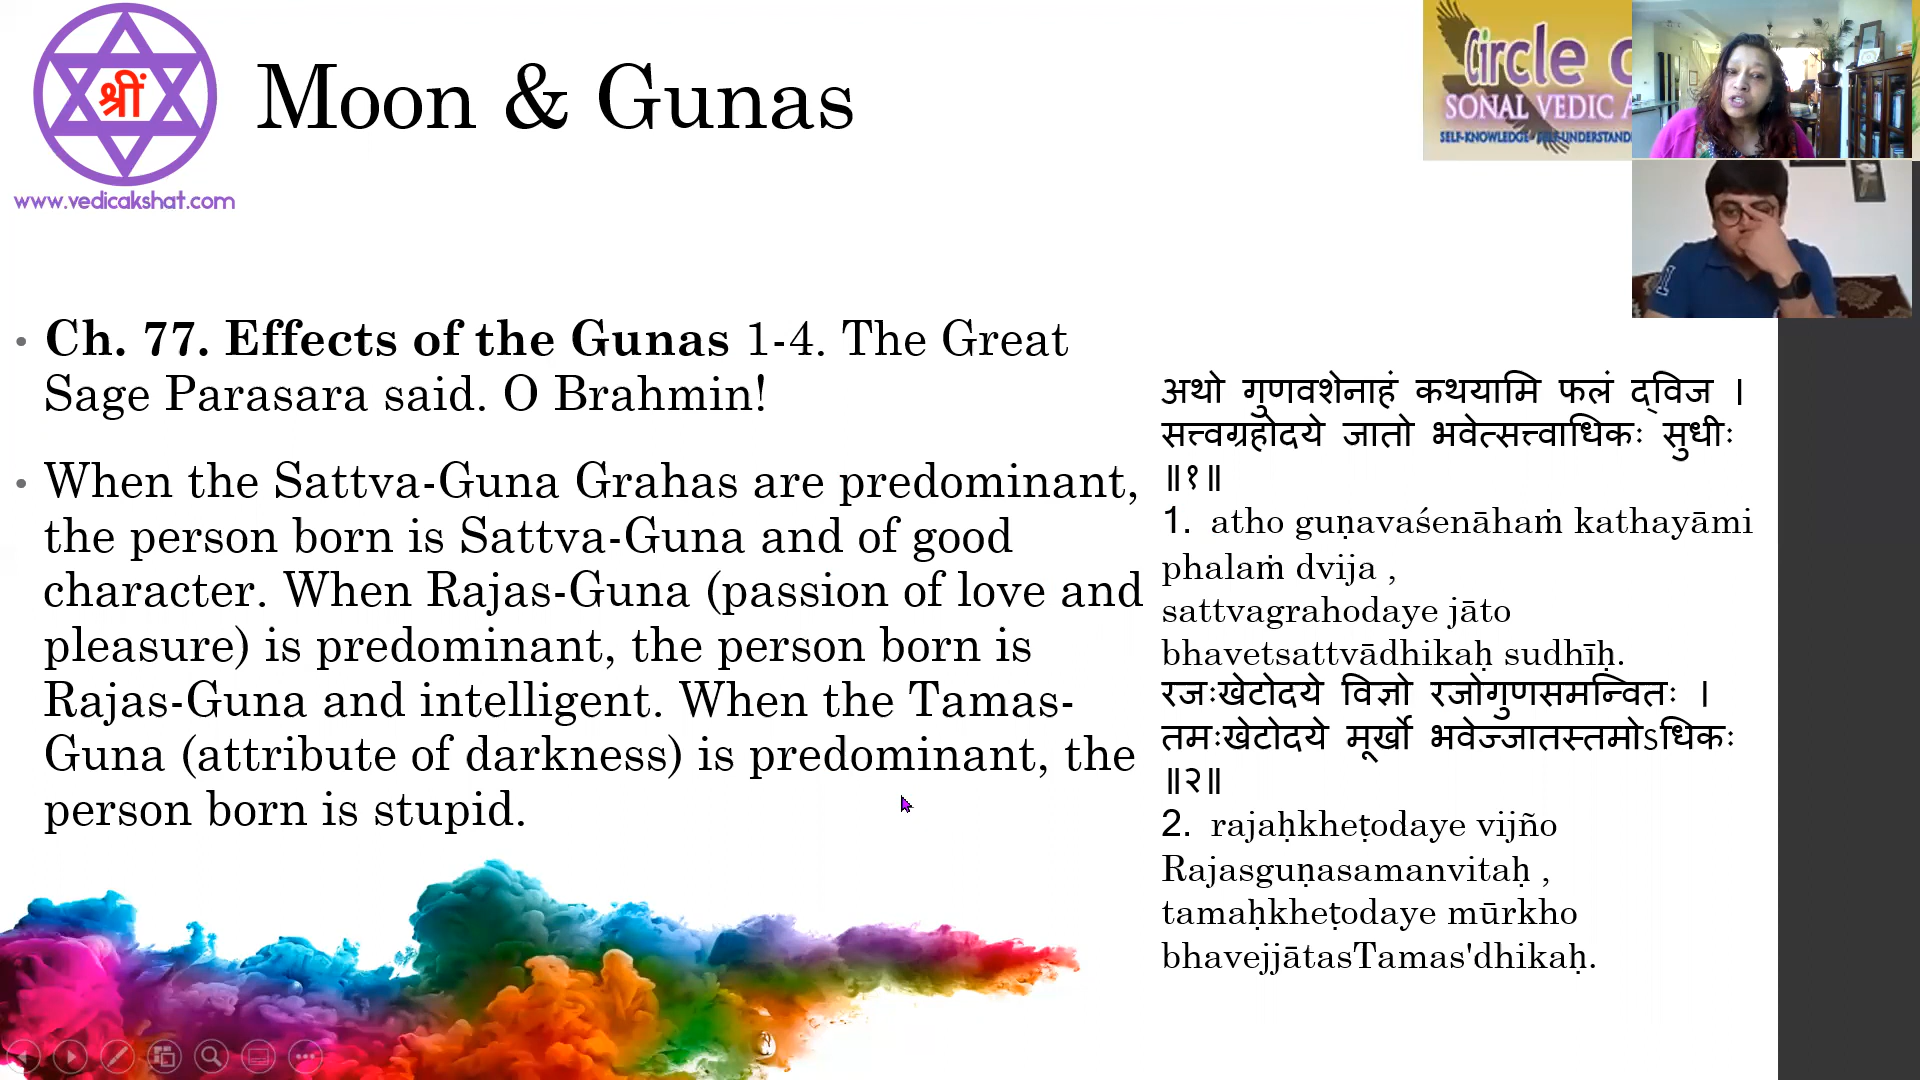 श्रीं
www.vedicakshat.com
Moon & Gunas
Circle
SONAL VEDIC A
SELF-KNOWLEDGE
• Ch. 77. Effects of the Gunas 1-4. The Great
Sage Parasara said. O Brahmin!
• When the Sattva-Guna Grahas are predominant,
the person born is Sattva-Guna and of good
character. When Rajas-Guna (passion of love and
pleasure) is predominant, the person born is
Rajas-Guna and intelligent. When the Tamas-
Guna (attribute of darkness) is predominant, the
person born is stupid.
अथो गुणवशेनाहं कथयामि फलं द्‌विज ।
सत्त्वग्रहोदये जातो भवेत्सत्त्वाधिकः सुधीः
॥१॥
1. atho guṇavaśenāhaṁ kathayāmi
phalaṁ dvija ,
sattvagrahodaye jāto
bhavetsattvādhikaḥ sudhīḥ.
रजःखेटोदये विज्ञो रजोगुणसमन्वितः ।
तमःखेटोदये मूर्खो भवेज्जातस्तमोऽधिकः
॥२॥
2. rajaḥkheṭodaye vijño
Rajasguṇasamanvitaḥ ,
tamaḥkheṭodaye mūrkho
bhavejjātasTamas'dhikaḥ.